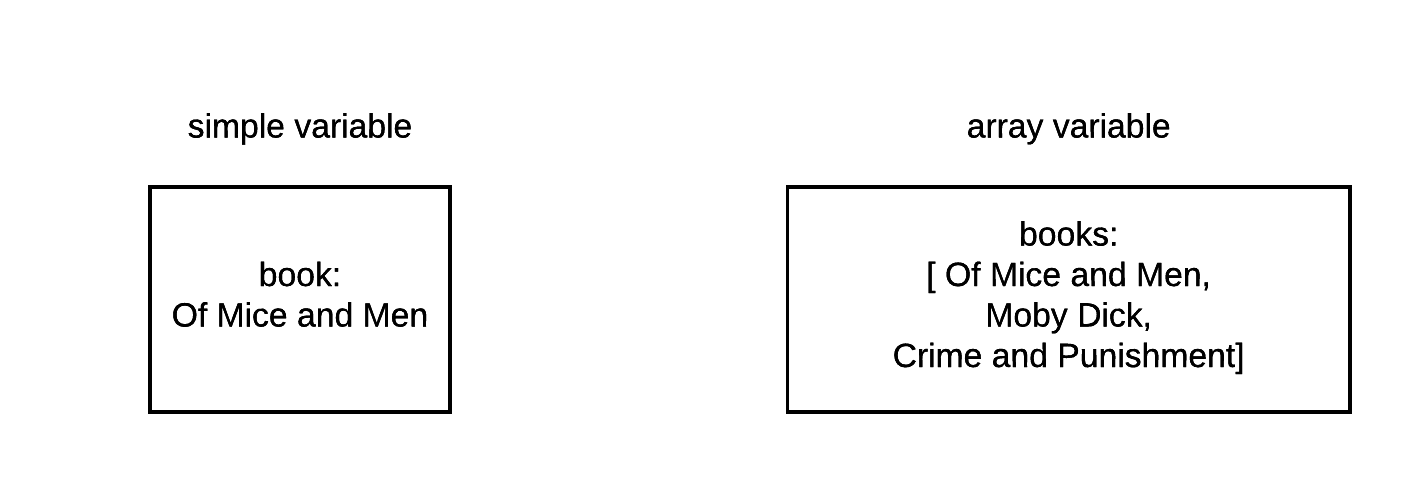 simple variable
book:
Of Mice and Men
array variable
books:
[ Of Mice and Men,
Moby Dick,
Crime and Punishment]